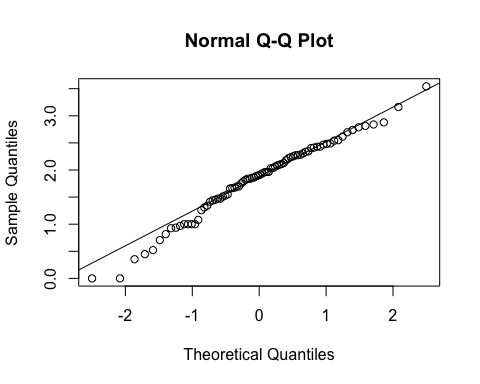 Normal Q-Q Plot
Sample Quantiles
3.0
2.0
1.0
0.0
-2 -1 0 1 2
Theoretical Quantiles